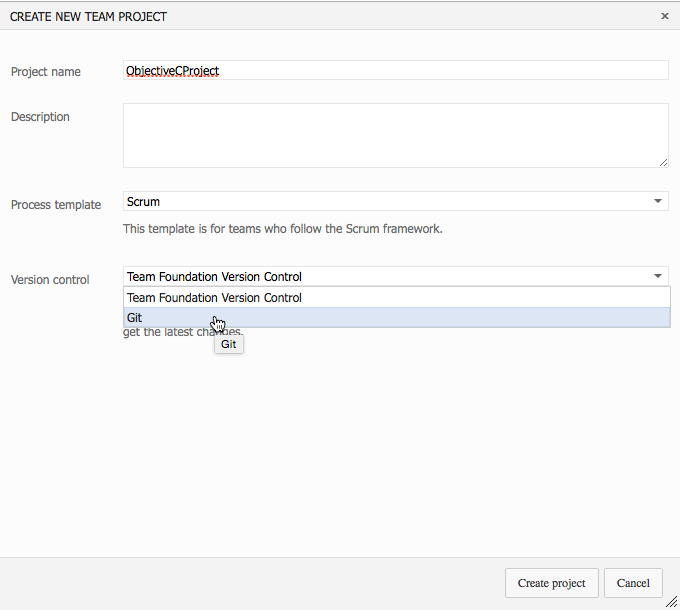 CREATE NEW TEAM PROJECT ×
Project name ObjectiveCProject
Description
Process template Scrum
This template is for teams who follow the Scrum framework.
Version control Team Foundation Version Control
Team Foundation Version Control
Git
get the latest changes.
Git
Create project Cancel